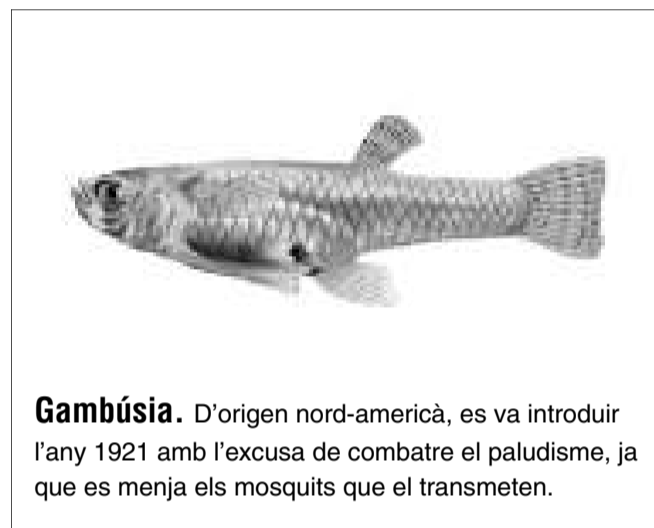 Gambúsia. D’origen nord-americà, es va introduir
l’any 1921 amb l’excusa de combatre el paludisme, ja
que es menja els mosquits que el transmeten.